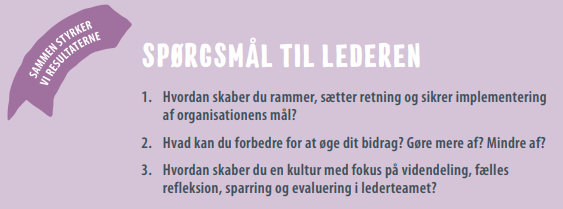 SAMMEN STYRKER
VI RESULTATERNE
SPØRGSMÅL TIL LEDEREN
1. Hvordan skaber du rammer, sætter retning og sikrer implementering
af organisationens mål?
2. Hvad kan du forbedre for at øge dit bidrag? Gøre mere af? Mindre af?
3. Hvordan skaber du en kultur med fokus på videndeling, fælles
refleksion, sparring og evaluering i lederteamet?